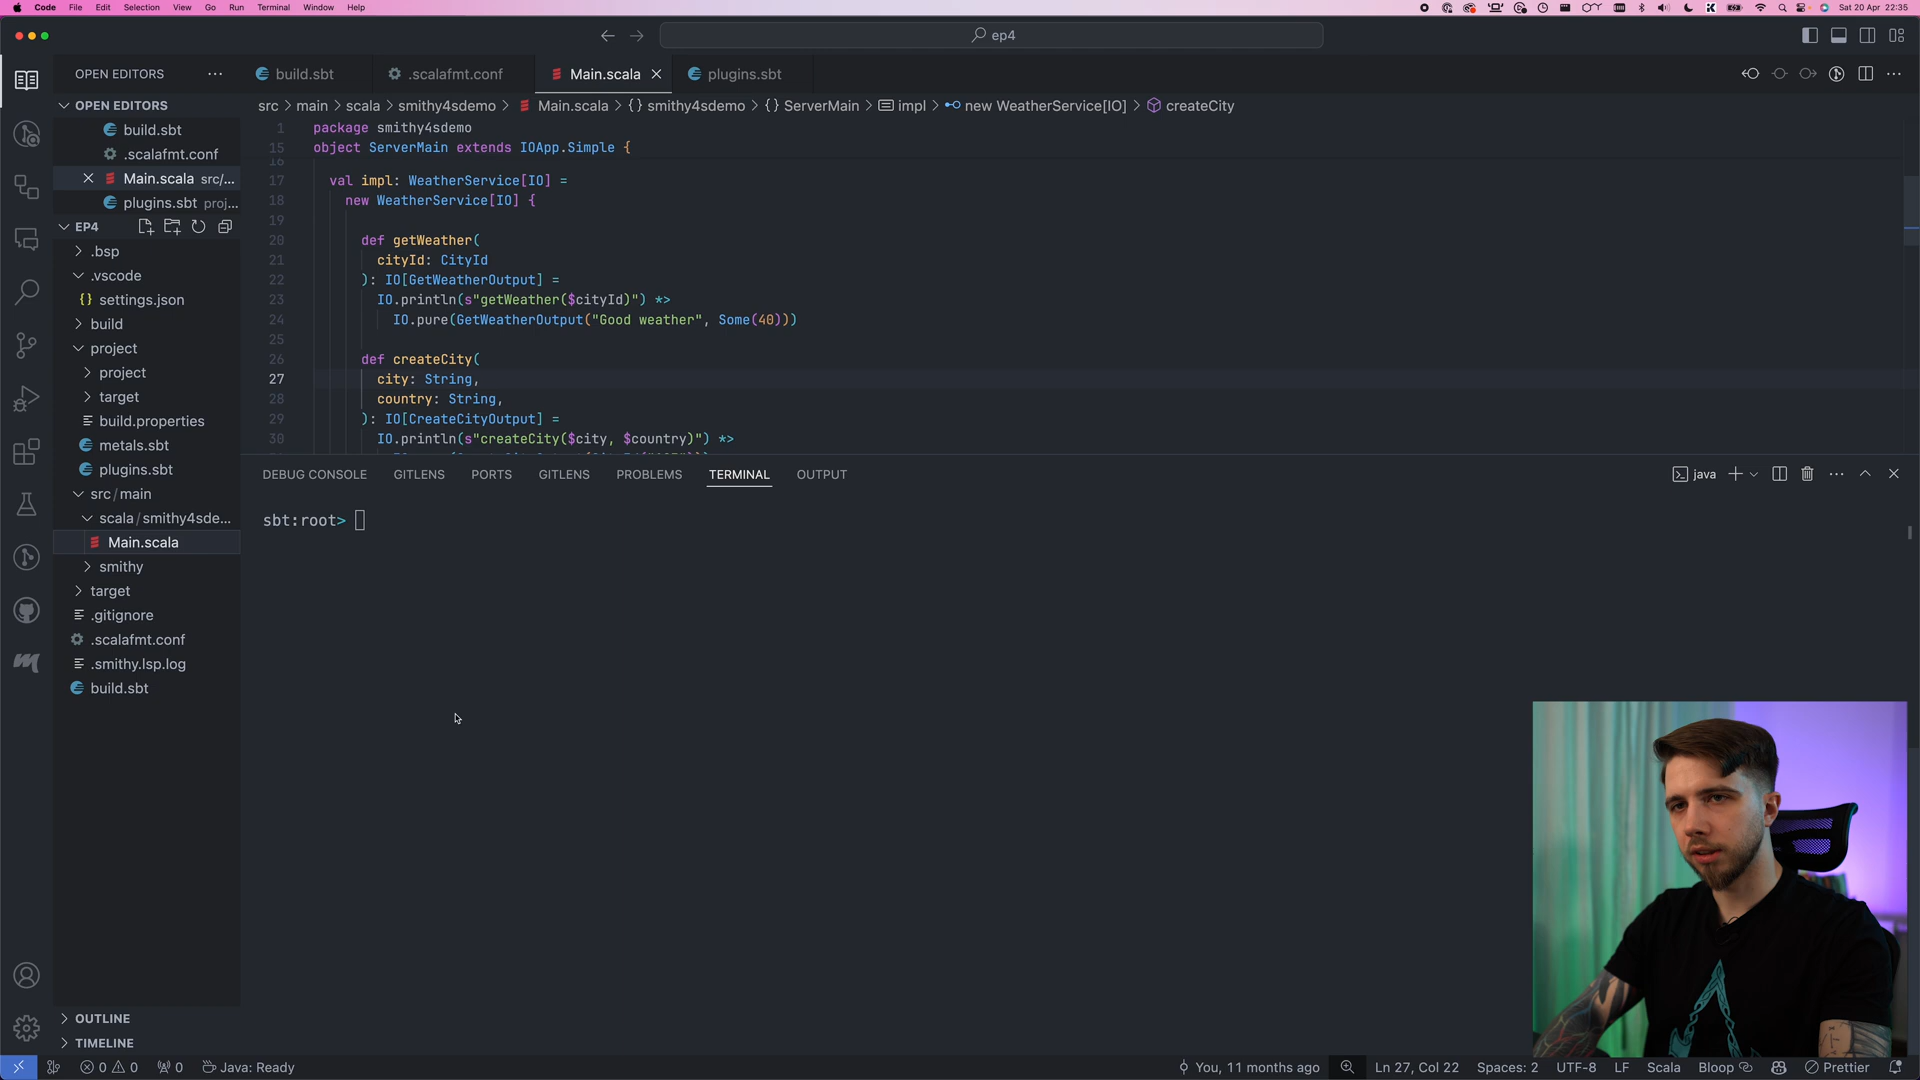 Code File Edit Selection View Go Run Terminal Window Help Sat 20 Apr 22:35
ep4
OPEN EDITORS ···
build.sbt .scalafmt.conf Main.scala plugins.sbt
OPEN EDITORS
build.sbt
.scalafmt.conf
Main.scala src/...
plugins.sbt proj...
EP4
.bsp
.vscode
{} settings.json
build
project
project
target
build.properties
metals.sbt
plugins.sbt
src/main
scala/smithy4sde...
Main.scala
smithy
target
.gitignore
.scalafmt.conf
.smithy.lsp.log
build.sbt
OUTLINE
TIMELINE
src > main > scala > smithy4sdemo > Main.scala > {} smithy4sdemo > {} ServerMain > impl > new WeatherService[IO] > createCity
1 package smithy4sdemo
15 object ServerMain extends IOApp.Simple {
16
17 val impl: WeatherService[IO] =
18 new WeatherService[IO] {
19
20 def getWeather(
21 cityId: CityId
22 ): IO[GetWeatherOutput] =
23 IO.println(s"getWeather($cityId)") *>
24 IO.pure(GetWeatherOutput("Good weather", Some(40)))
25
26 def createCity(
27 city: String,
28 country: String,
29 ): IO[CreateCityOutput] =
30 IO.println(s"createCity($city, $country)") *>
DEBUG CONSOLE GITLENS PORTS GITLENS PROBLEMS TERMINAL OUTPUT java
sbt:root>
0 0 0 Java: Ready You, 11 months ago Ln 27, Col 22 Spaces: 2 UTF-8 LF Scala Bloop Prettier